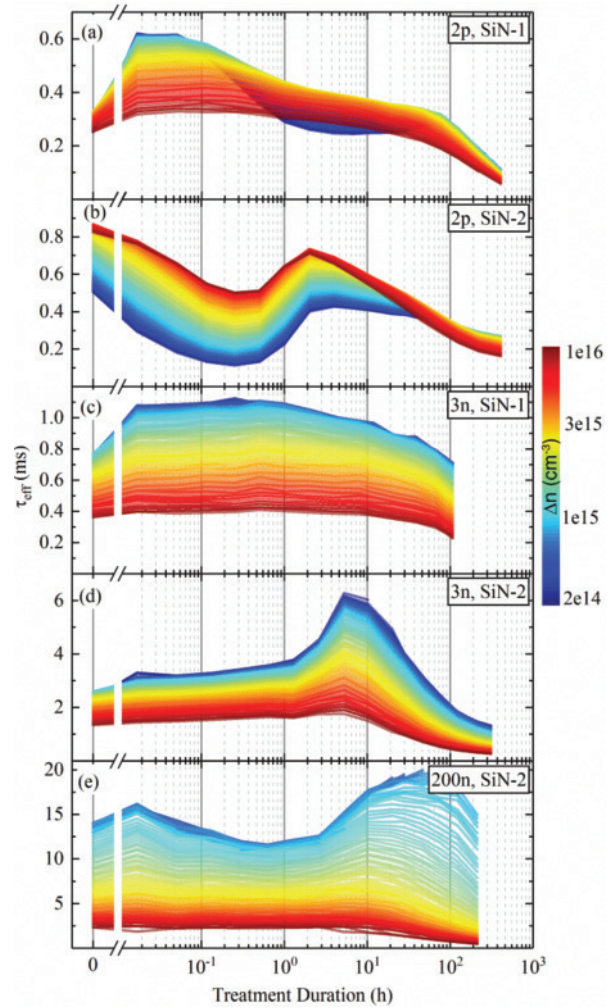 (a)
2p, SiN-1
0.6
0.4
0.2
(b)
2p, SiN-2
0.8
0.6
0.4
0.2
(c)
3n, SiN-1
1.0
0.8
0.6
0.4
0.2
τeff (ms)
(d)
3n, SiN-2
6
4
2
(e)
200n, SiN-2
20
15
10
5
0 10⁻¹ 10⁰ 10¹ 10² 10³
Treatment Duration (h)
1e16
3e15
1e15
2e14
Δn (cm⁻³)